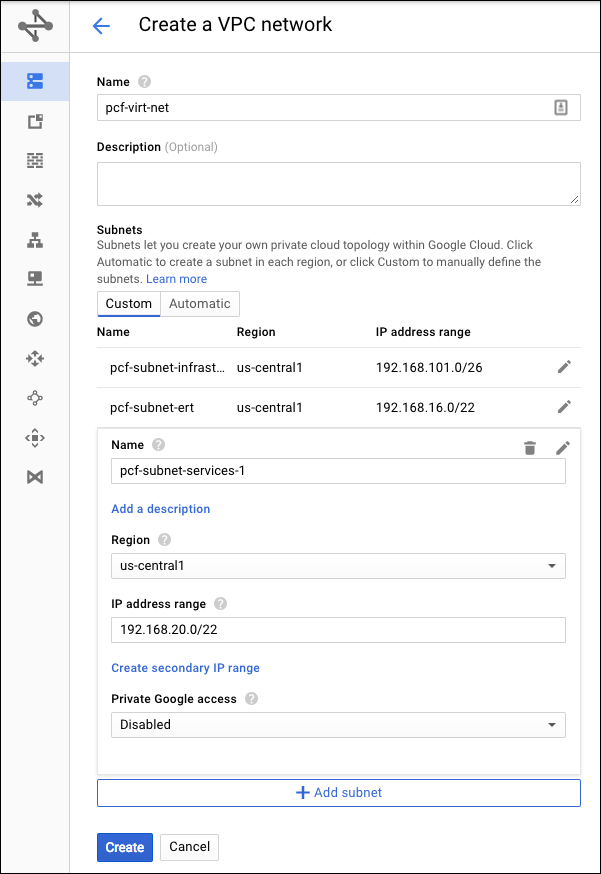 Create a VPC network
Name
pcf-virt-net
Description (Optional)
Subnets
Subnets let you create your own private cloud topology within Google Cloud. Click
Automatic to create a subnet in each region, or click Custom to manually define the
subnets. Learn more
Custom Automatic
Name Region IP address range
pcf-subnet-infrast... us-central1 192.168.101.0/26
pcf-subnet-ert us-central1 192.168.16.0/22
Name
pcf-subnet-services-1
Add a description
Region
us-central1
IP address range
192.168.20.0/22
Create secondary IP range
Private Google access
Disabled
Add subnet
Create Cancel